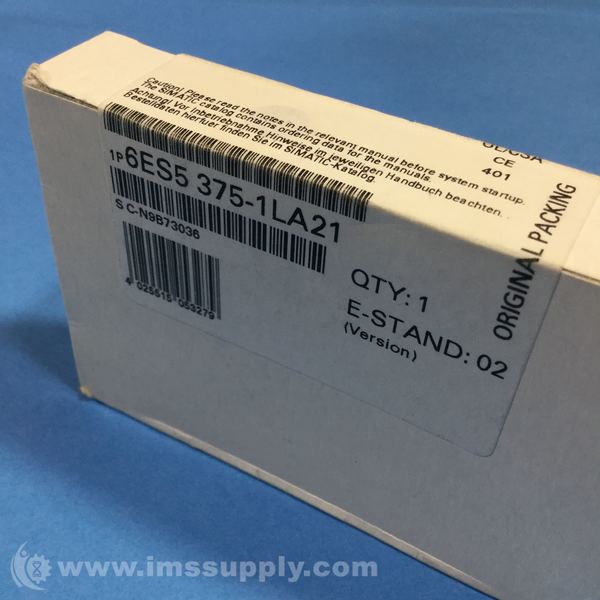 Caution! Please read the notes in the relevant manual before system startup.
The SIMATIC catalog contains ordering data for the manuals.
Achtung! Vor Inbetriebnahme Hinweise im jeweiligen Handbuch beachten.
Bestelldaten hierfuer finden Sie im SIMATIC-Katalog.
UL/CSA
CE
401
1P 6ES5 375-1LA21
S C-N9B73036
4 025515 053279
QTY: 1
E-STAND: 02
(Version)
ORIGINAL PACKING
www.imssupply.com